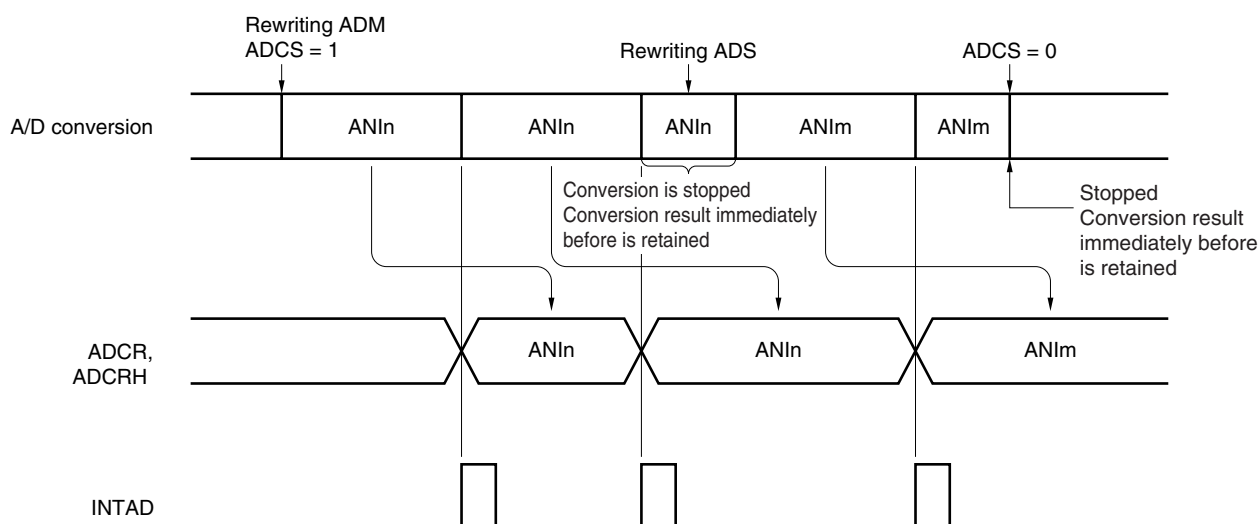 Rewriting ADM
ADCS = 1
Rewriting ADS
ADCS = 0
A/D conversion
ANIn
ANIn
ANIn
ANIm
ANIm
Conversion is stopped
Conversion result immediately
before is retained
Stopped
Conversion result
immediately before
is retained
ADCR,
ADCRH
ANIn
ANIn
ANIm
INTAD